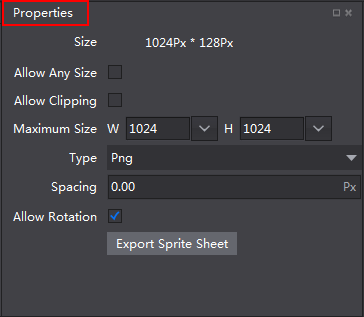 Properties
Size 1024Px * 128Px
Allow Any Size
Allow Clipping
Maximum Size W 1024 H 1024
Type Png
Spacing 0.00 Px
Allow Rotation
Export Sprite Sheet